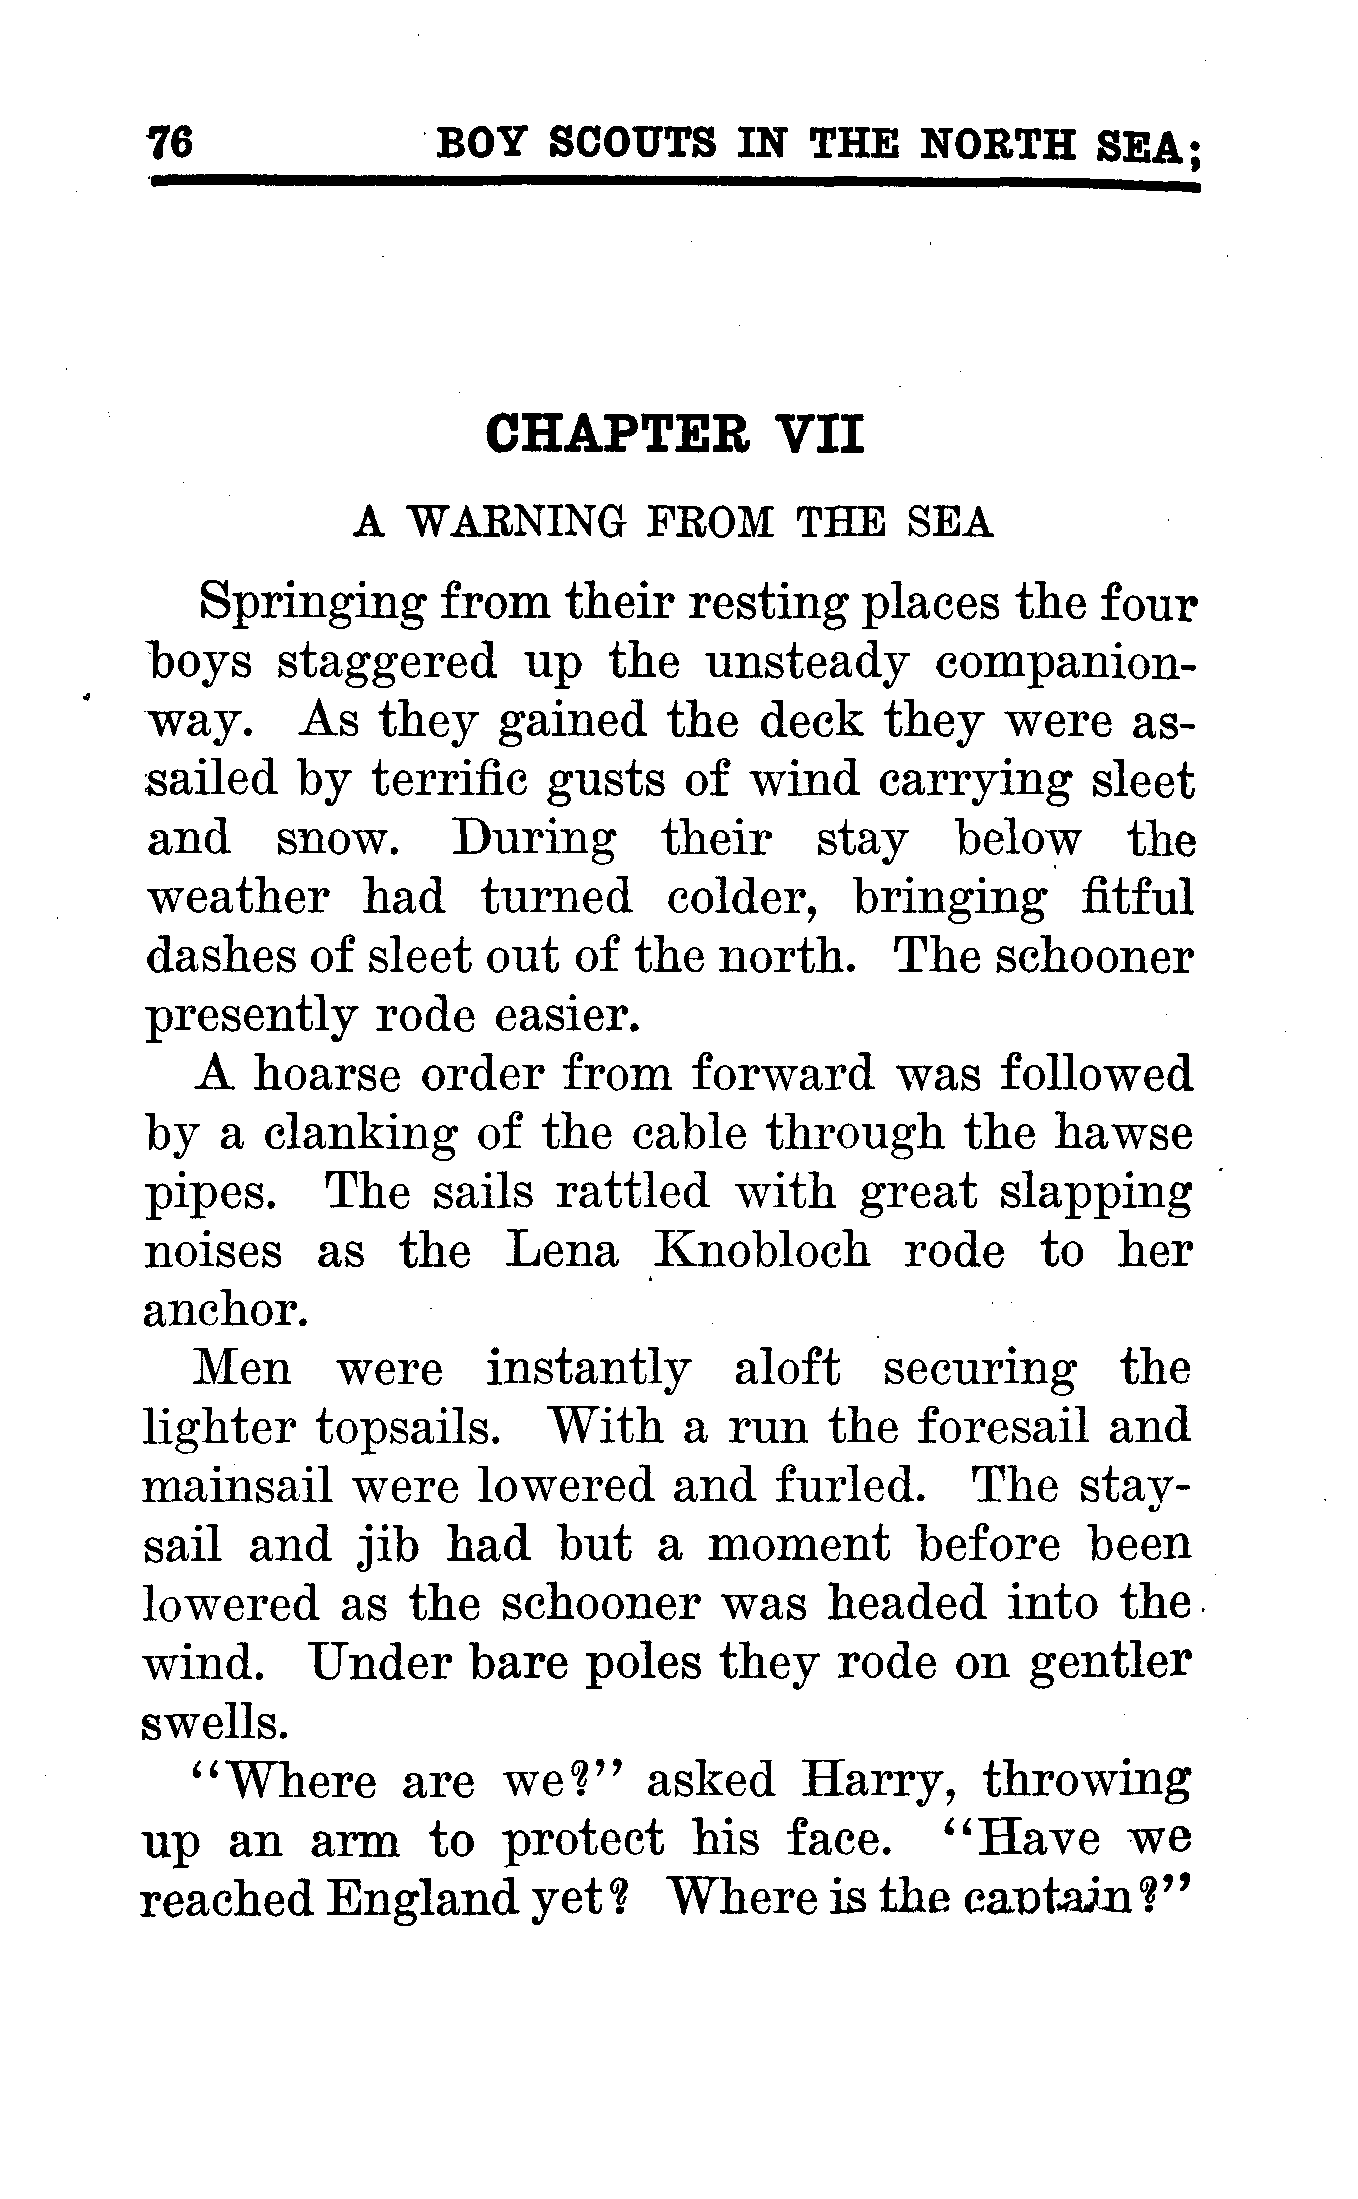 76 BOY SCOUTS IN THE NORTH SEA;
CHAPTER VII
A WARNING FROM THE SEA
Springing from their resting places the four
boys staggered up the unsteady companion-
way. As they gained the deck they were as-
sailed by terrific gusts of wind carrying sleet
and snow. During their stay below the
weather had turned colder, bringing fitful
dashes of sleet out of the north. The schooner
presently rode easier.
A hoarse order from forward was followed
by a clanking of the cable through the hawse
pipes. The sails rattled with great slapping
noises as the Lena Knobloch rode to her
anchor.
Men were instantly aloft securing the
lighter topsails. With a run the foresail and
mainsail were lowered and furled. The stay-
sail and jib had but a moment before been
lowered as the schooner was headed into the
wind. Under bare poles they rode on gentler
swells.
"Where are we?" asked Harry, throwing
up an arm to protect his face. "Have we
reached England yet? Where is the captain?"